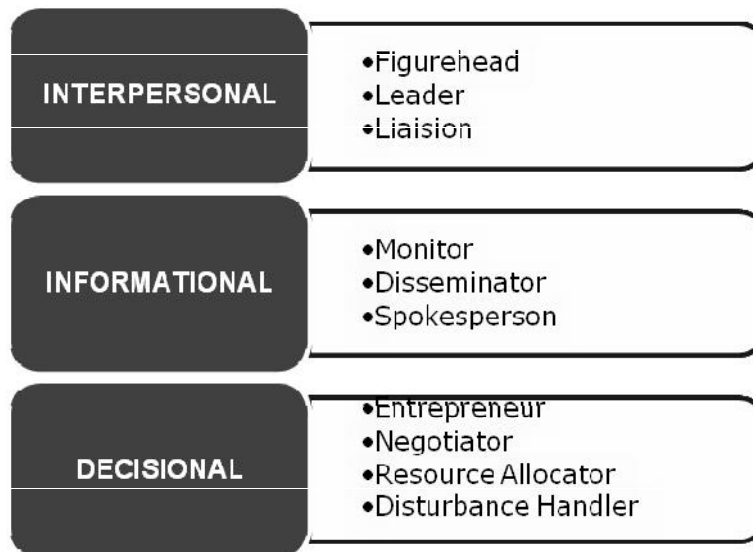 INTERPERSONAL
•Figurehead
•Leader
•Liaision
INFORMATIONAL
•Monitor
•Disseminator
•Spokesperson
DECISIONAL
•Entrepreneur
•Negotiator
•Resource Allocator
•Disturbance Handler